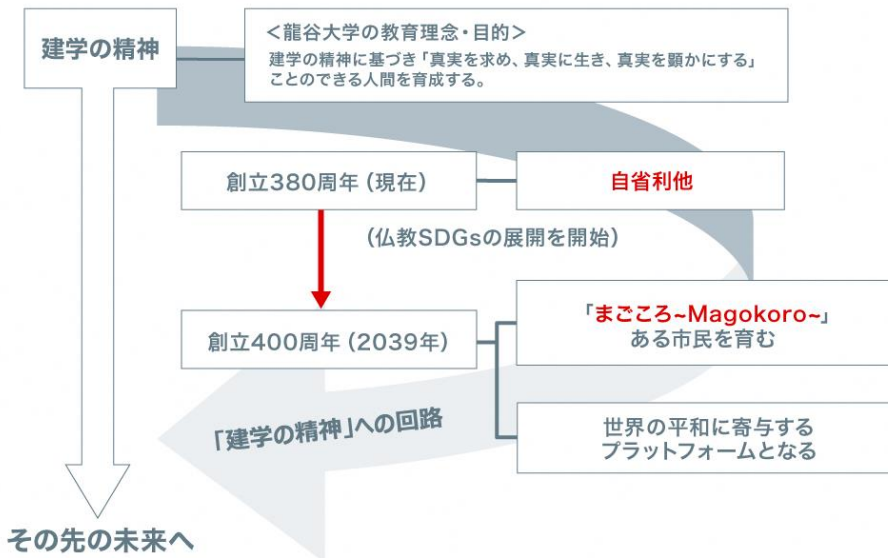 建学の精神
<龍谷大学の教育理念・目的>
建学の精神に基づき「真実を求め、真実に生き、真実を顕かにする」
ことのできる人間を育成する。
創立380周年(現在)
自省利他
(仏教SDGsの展開を開始)
創立400周年(2039年)
「まごころ~Magokoro~」
ある市民を育む
「建学の精神」への回路
世界の平和に寄与する
プラットフォームとなる
その先の未来へ